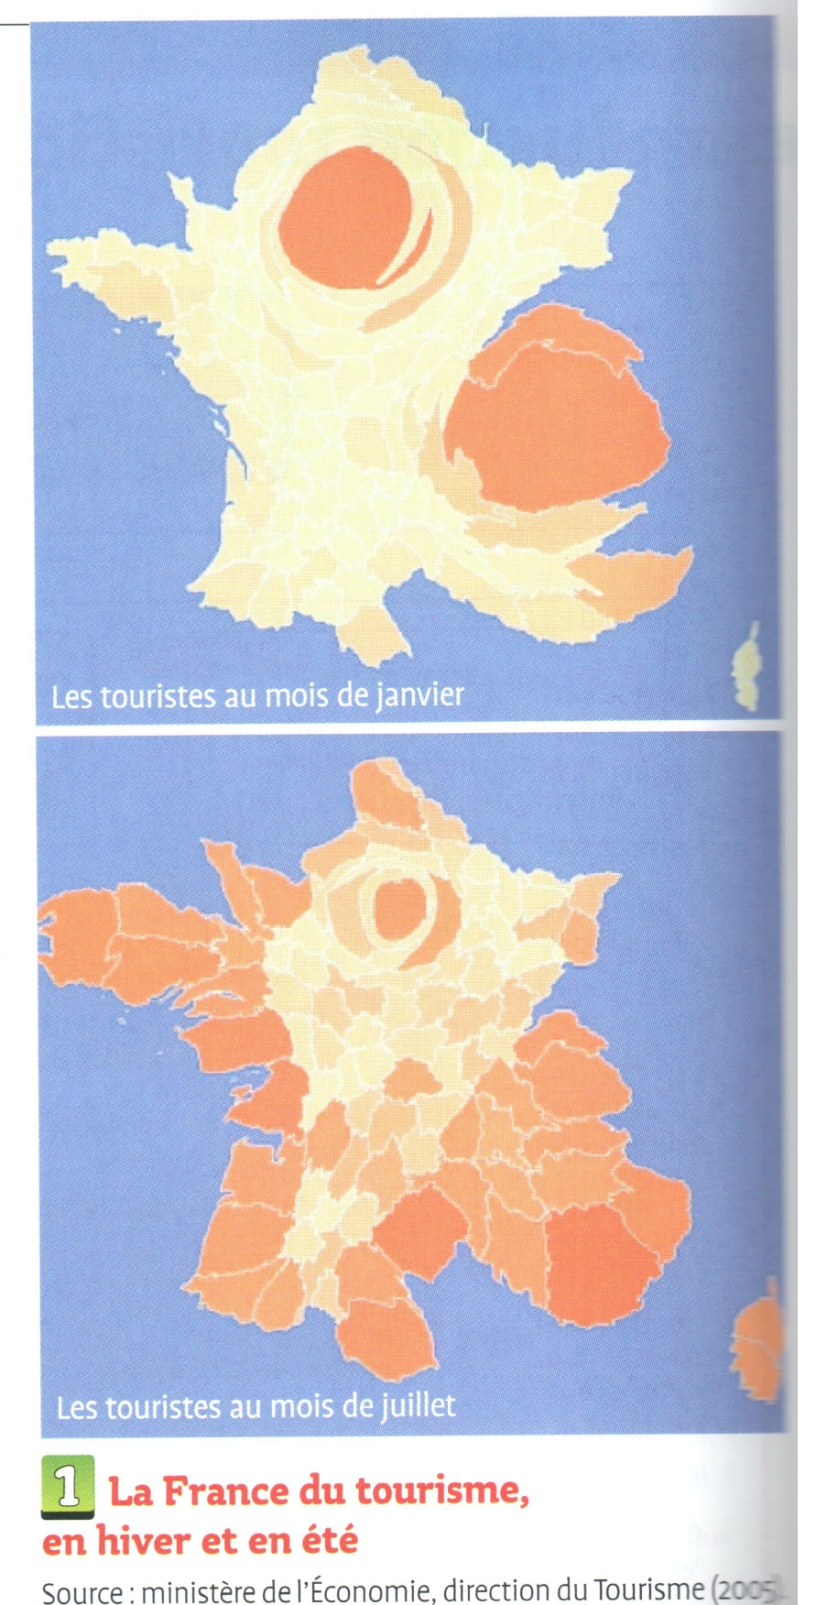 Les touristes au mois de janvier
Les touristes au mois de juillet
1 La France du tourisme,
en hiver et en été
Source : ministère de l'Économie, direction du Tourisme (2005).